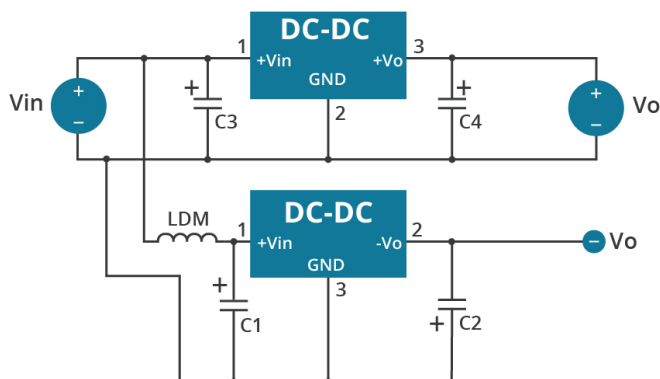 DC-DC
1
3
+Vin
+Vo
GND
+
-
Vin
+
C3
2
+
C4
+
-
Vo
LDM
DC-DC
1
2
+Vin
-Vo
GND
- Vo
3
+
C1
+
C2